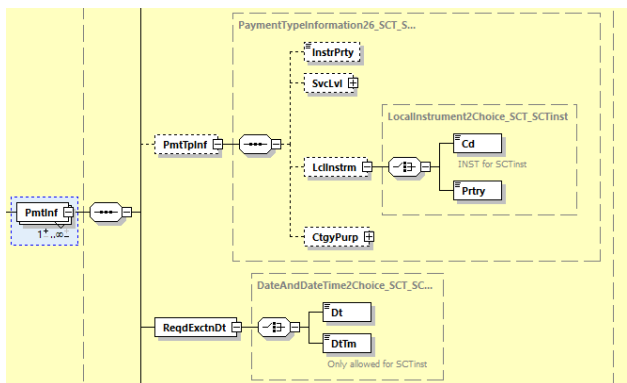 PaymentTypeInformation26_SCT_S...
InstrPrty
SvcLvl
LocalInstrument2Choice_SCT_SCTinst
Cd
INST for SCTinst
PmtTpInf
LclInstrm
Prtry
PmtInf
1..∞
CtgyPurp
DateAndDateTime2Choice_SCT_SC...
Dt
ReqdExctnDt
DtTm
Only allowed for SCTinst